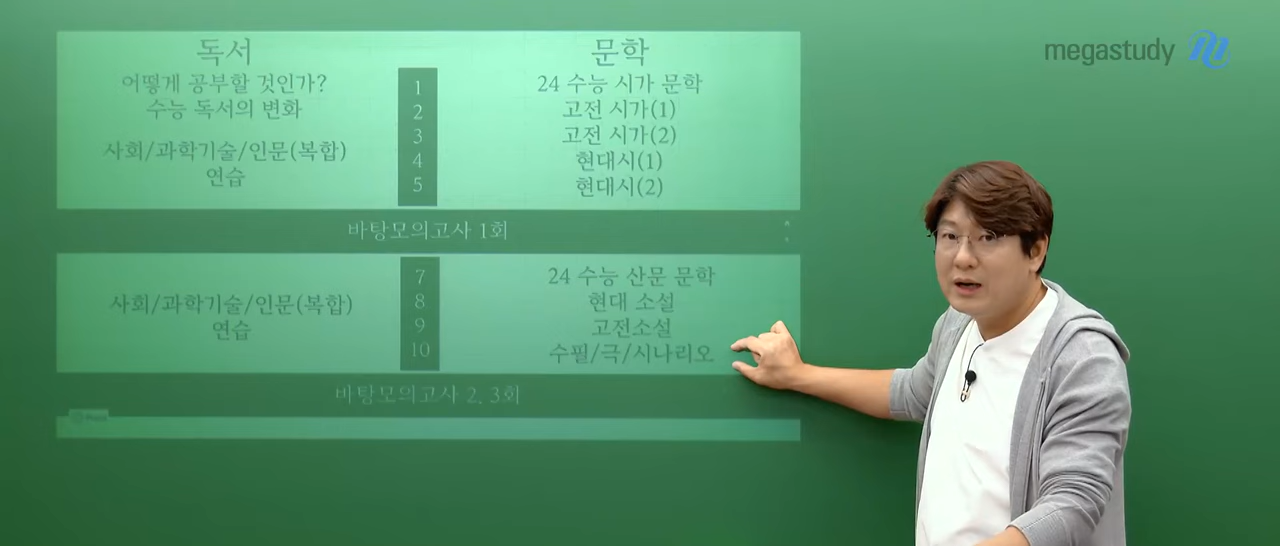 megastudy
독서
문학
어떻게 공부할 것인가?
수능 독서의 변화
사회/과학기술/인문(복합)
연습
1
2
3
4
5
24 수능 시가 문학
고전 시가(1)
고전 시가(2)
현대시(1)
현대시(2)
바탕모의고사 1회
사회/과학기술/인문(복합)
연습
7
8
9
10
24 수능 산문 문학
현대 소설
고전소설
수필/극/시나리오
바탕모의고사 2, 3회